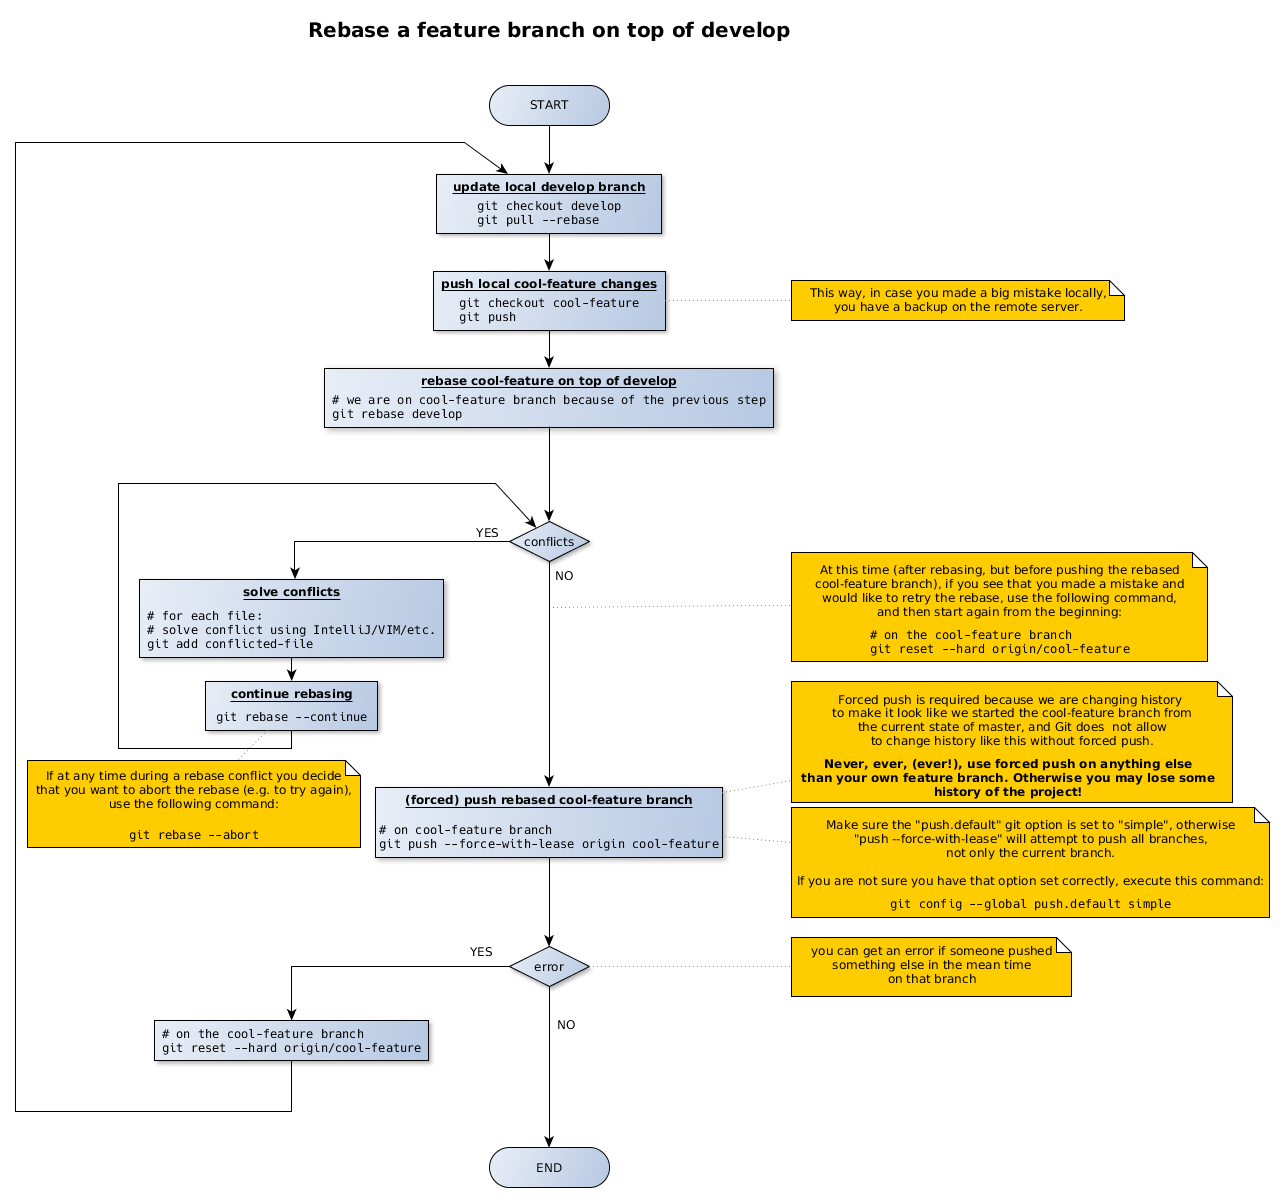 Rebase a feature branch on top of develop
START
update local develop branch
git checkout develop
git pull --rebase
push local cool-feature changes
git checkout cool-feature
git push
This way, in case you made a big mistake locally,
you have a backup on the remote server.
rebase cool-feature on top of develop
# we are on cool-feature branch because of the previous step
git rebase develop
conflicts
YES
NO
solve conflicts
# for each file:
# solve conflict using IntelliJ/VIM/etc.
git add conflicted-file
continue rebasing
git rebase --continue
If at any time during a rebase conflict you decide
that you want to abort the rebase (e.g. to try again),
use the following command:
git rebase --abort
At this time (after rebasing, but before pushing the rebased
cool-feature branch), if you see that you made a mistake and
would like to retry the rebase, use the following command,
and then start again from the beginning:
# on the cool-feature branch
git reset --hard origin/cool-feature
Forced push is required because we are changing history
to make it look like we started the cool-feature branch from
the current state of master, and Git does  not allow
to change history like this without forced push.
Never, ever, (ever!), use forced push on anything else
than your own feature branch. Otherwise you may lose some
history of the project!
(forced) push rebased cool-feature branch
# on cool-feature branch
git push --force-with-lease origin cool-feature
Make sure the "push.default" git option is set to "simple", otherwise
"push --force-with-lease" will attempt to push all branches,
not only the current branch.
If you are not sure you have that option set correctly, execute this command:
git config --global push.default simple
error
YES
NO
you can get an error if someone pushed
something else in the mean time
on that branch
# on the cool-feature branch
git reset --hard origin/cool-feature
END